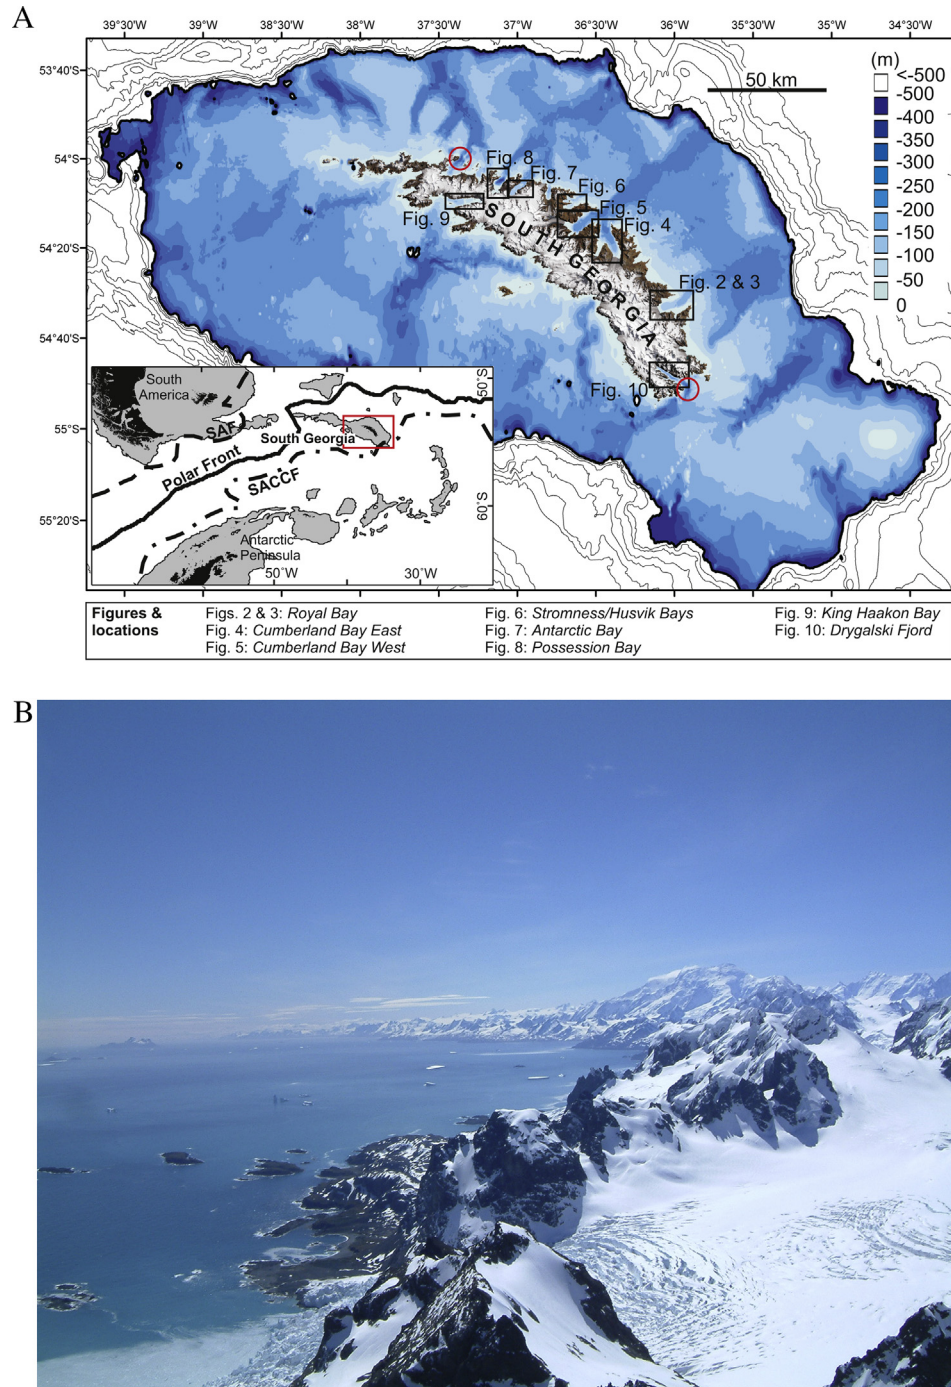 A
39°30'W 39°0'W 38°30'W 38°0'W 37°30'W 37°0'W 36°30'W 36°0'W 35°30'W 35°0'W 34°30'W
53°40'S
54°S
54°20'S
54°40'S
55°S
55°20'S
50 km
(m)
<-500
-500
-400
-350
-300
-250
-200
-150
-100
-50
0
Fig. 8
Fig. 7
Fig. 6
Fig. 5
Fig. 4
Fig. 9
SOUTH GEORGIA
Fig. 2 & 3
Fig. 10
South
America
SAF
South Georgia
Polar Front
SACCF
Antarctic
Peninsula
50°W
30°W
50°S
60°S
Figures &
locations
Figs. 2 & 3: Royal Bay
Fig. 4: Cumberland Bay East
Fig. 5: Cumberland Bay West
Fig. 6: Stromness/Husvik Bays
Fig. 7: Antarctic Bay
Fig. 8: Possession Bay
Fig. 9: King Haakon Bay
Fig. 10: Drygalski Fjord
B